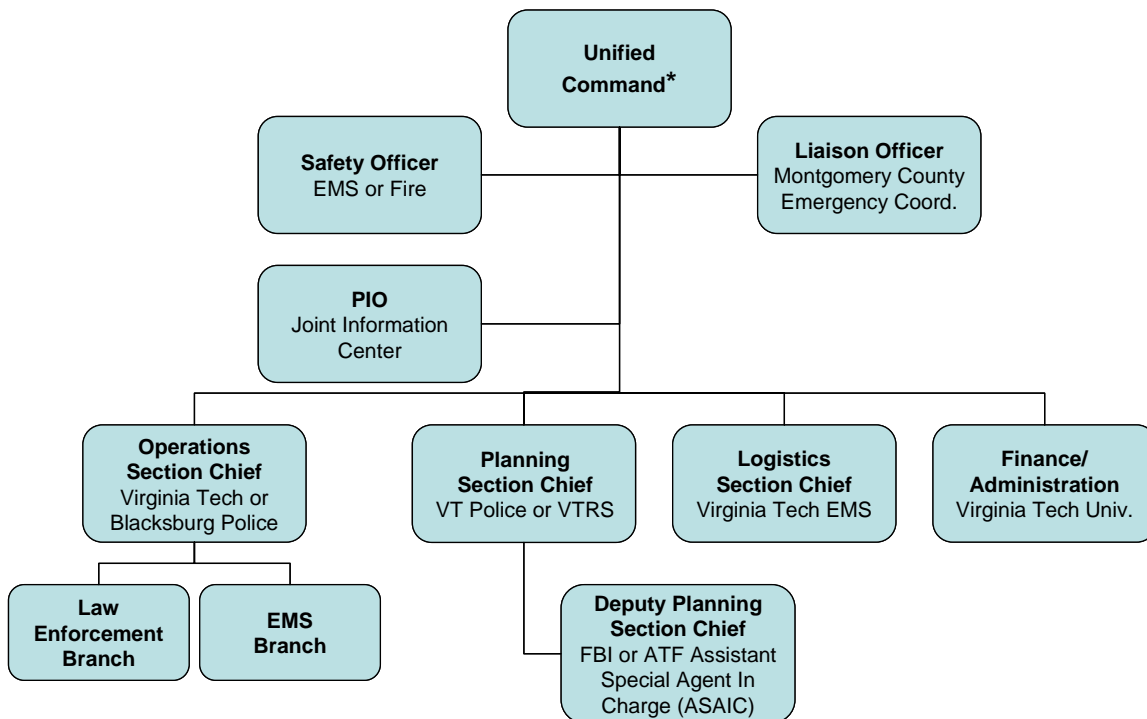 Unified
Command*
Safety Officer
EMS or Fire
Liaison Officer
Montgomery County
Emergency Coord.
PIO
Joint Information
Center
Operations
Section Chief
Virginia Tech or
Blacksburg Police
Planning
Section Chief
VT Police or VTRS
Logistics
Section Chief
Virginia Tech EMS
Finance/
Administration
Virginia Tech Univ.
Law
Enforcement
Branch
EMS
Branch
Deputy Planning
Section Chief
FBI or ATF Assistant
Special Agent In
Charge (ASAIC)